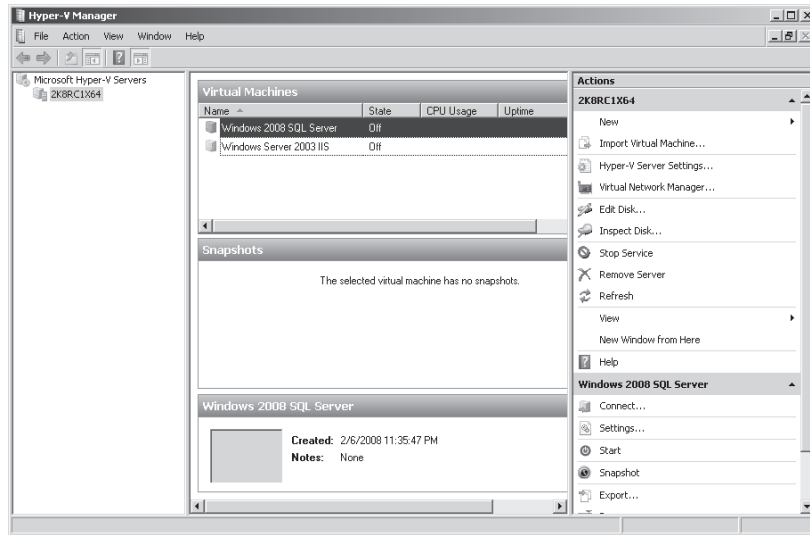 Hyper-V Manager
File Action View Window Help
Microsoft Hyper-V Servers
2K8RC1X64
Virtual Machines
Name State CPU Usage Uptime
Windows 2008 SQL Server Off
Windows Server 2003 IIS Off
Snapshots
The selected virtual machine has no snapshots.
Windows 2008 SQL Server
Created: 2/6/2008 11:35:47 PM
Notes: None
Actions
2K8RC1X64
New
Import Virtual Machine...
Hyper-V Server Settings...
Virtual Network Manager...
Edit Disk...
Inspect Disk...
Stop Service
Remove Server
Refresh
View
New Window from Here
Help
Windows 2008 SQL Server
Connect...
Settings...
Start
Snapshot
Export...